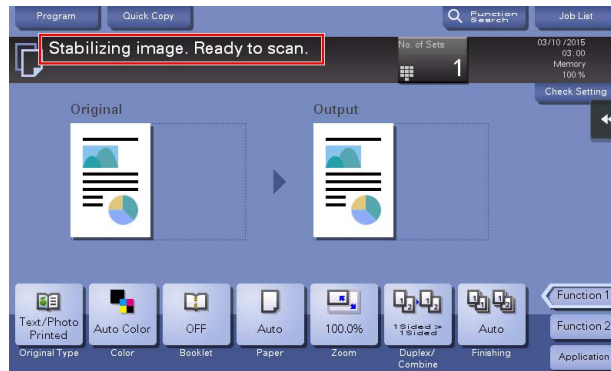 Program
Quick Copy
Function
Search
Job List
Stabilizing image. Ready to scan.
No. of Sets
1
03/10 /2015
03:00
Memory
100 %
Check Setting
Original
Output
Text/Photo
Printed
Auto Color
OFF
Auto
100.0%
1Sided >
1Sided
Auto
Original Type
Color
Booklet
Paper
Zoom
Duplex/
Combine
Finishing
Function 1
Function 2
Application